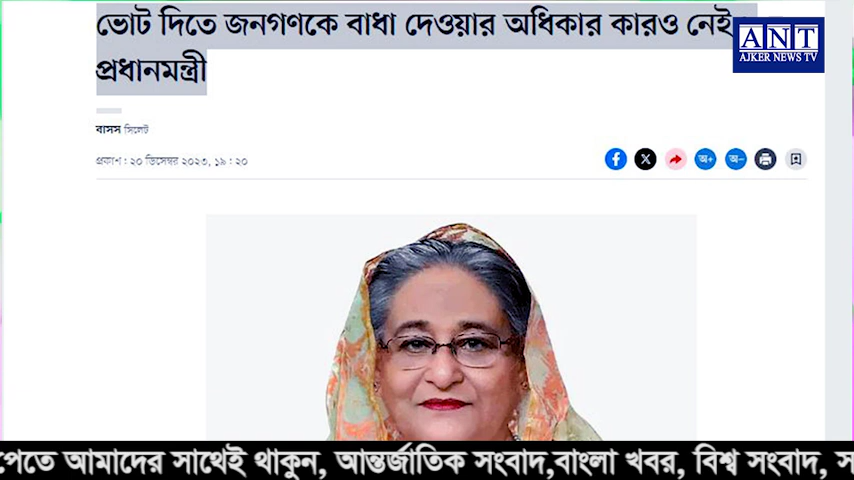 ভোট দিতে জনগণকে বাধা দেওয়ার অধিকার কারও নেই:
প্রধানমন্ত্রী
ANT
AJKER NEWS TV
বাসস সিলেট
প্রকাশ: ২০ ডিসেম্বর ২০২৩, ১৯: ২০
অ+ অ-
পেতে আমাদের সাথেই থাকুন, আন্তর্জাতিক সংবাদ,বাংলা খবর, বিশ্ব সংবাদ, স